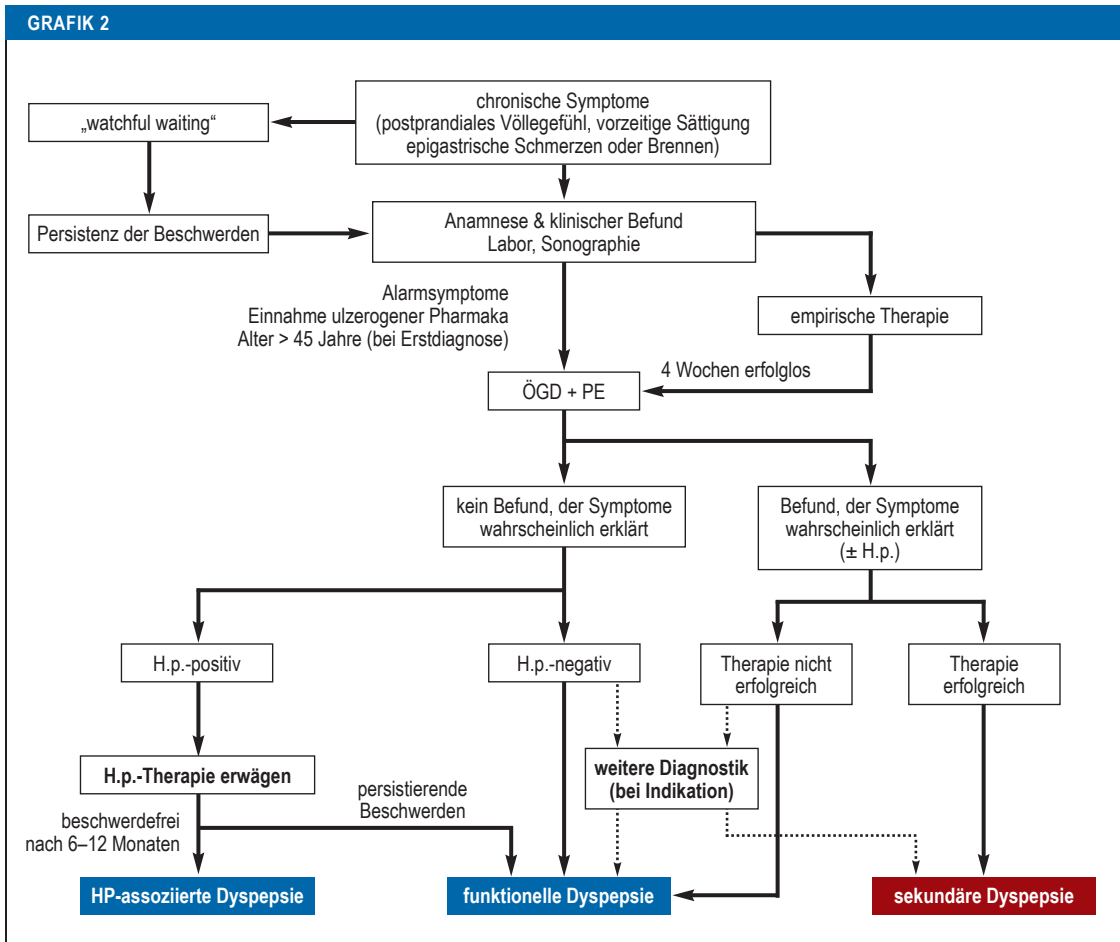 GRAFIK 2
chronische Symptome
(postprandiales Völlegefühl, vorzeitige Sättigung
epigastrische Schmerzen oder Brennen)
„watchful waiting“
Persistenz der Beschwerden
Anamnese & klinischer Befund
Labor, Sonographie
Alarmsymptome
Einnahme ulzerogener Pharmaka
Alter > 45 Jahre (bei Erstdiagnose)
empirische Therapie
4 Wochen erfolglos
ÖGD + PE
kein Befund, der Symptome
wahrscheinlich erklärt
Befund, der Symptome
wahrscheinlich erklärt
(± H.p.)
H.p.-positiv
H.p.-negativ
Therapie nicht
erfolgreich
Therapie
erfolgreich
H.p.-Therapie erwägen
weitere Diagnostik
(bei Indikation)
persistierende
Beschwerden
beschwerdefrei
nach 6–12 Monaten
HP-assoziierte Dyspepsie
funktionelle Dyspepsie
sekundäre Dyspepsie